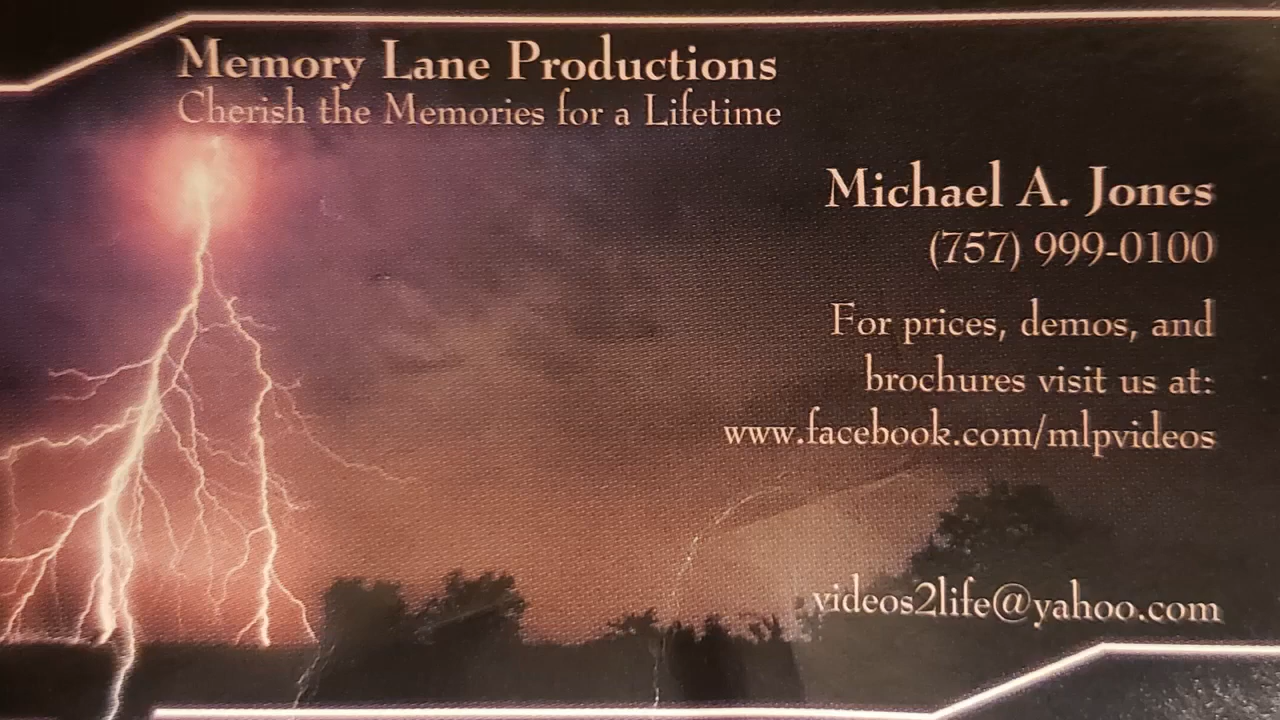 Memory Lane Productions
Cherish the Memories for a Lifetime
Michael A. Jones
(757) 999-0100
For prices, demos, and
brochures visit us at:
www.facebook.com/mlpvideos
videos2life@yahoo.com